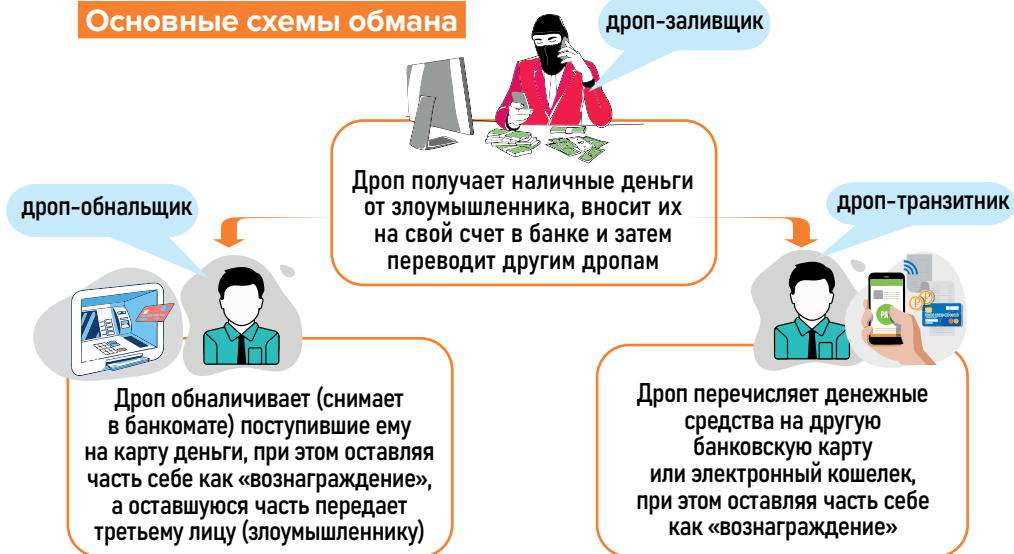 Основные схемы обмана
дроп-заливщик
Дроп получает наличные деньги
от злоумышленника, вносит их
на свой счет в банке и затем
переводит другим дропам
дроп-обнальщик
дроп-транзитник
Дроп обналичивает (снимает
в банкомате) поступившие ему
на карту деньги, при этом оставляя
часть себе как «вознаграждение»,
а оставшуюся часть передает
третьему лицу (злоумышленнику)
PA
Дроп перечисляет денежные
средства на другую
банковскую карту
или электронный кошелек,
при этом оставляя часть себе
как «вознаграждение»